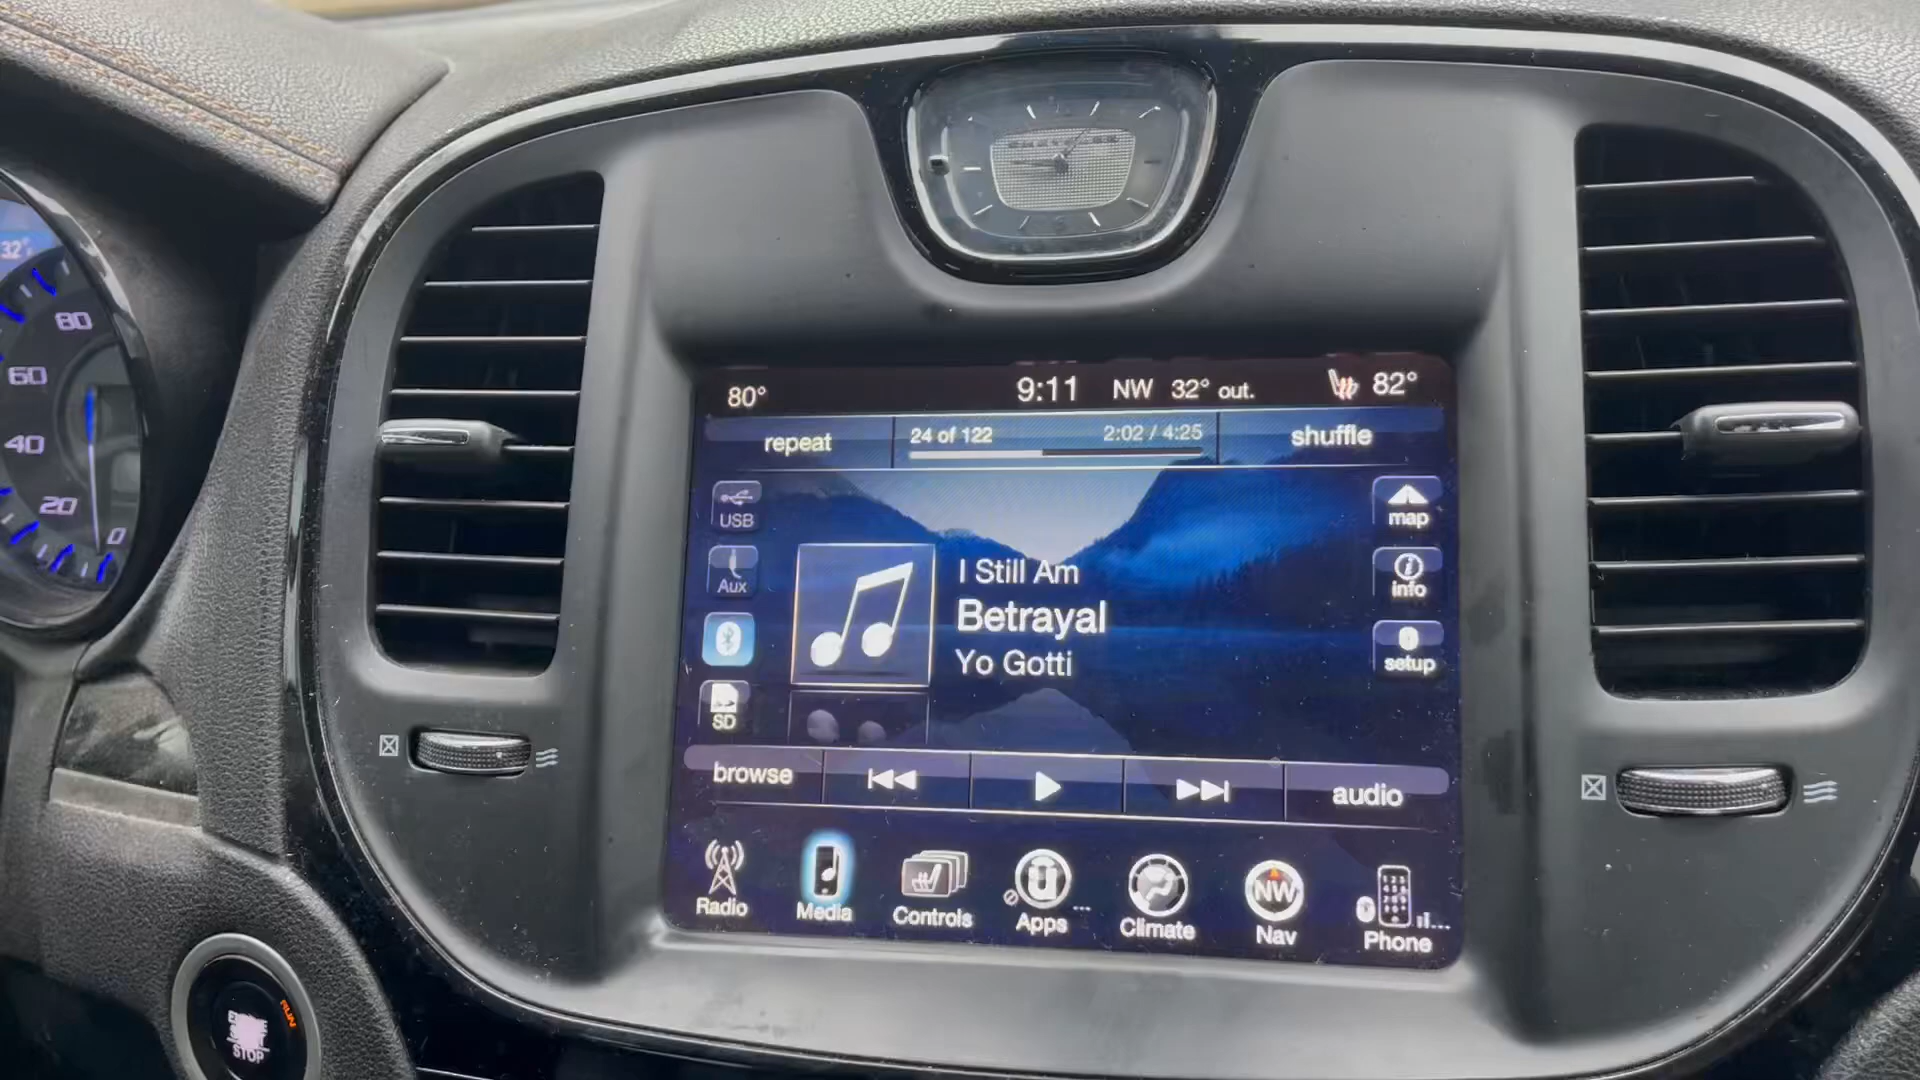 32°
80
60
40
20
0
80° 9:11 NW 32° out. 82°
repeat 24 of 122 2:02 / 4:25 shuffle
USB
Aux
SD
I Still Am
Betrayal
Yo Gotti
map
info
setup
browse
audio
Radio Media Controls Apps ... Climate NW Nav Phone
RUN
STOP